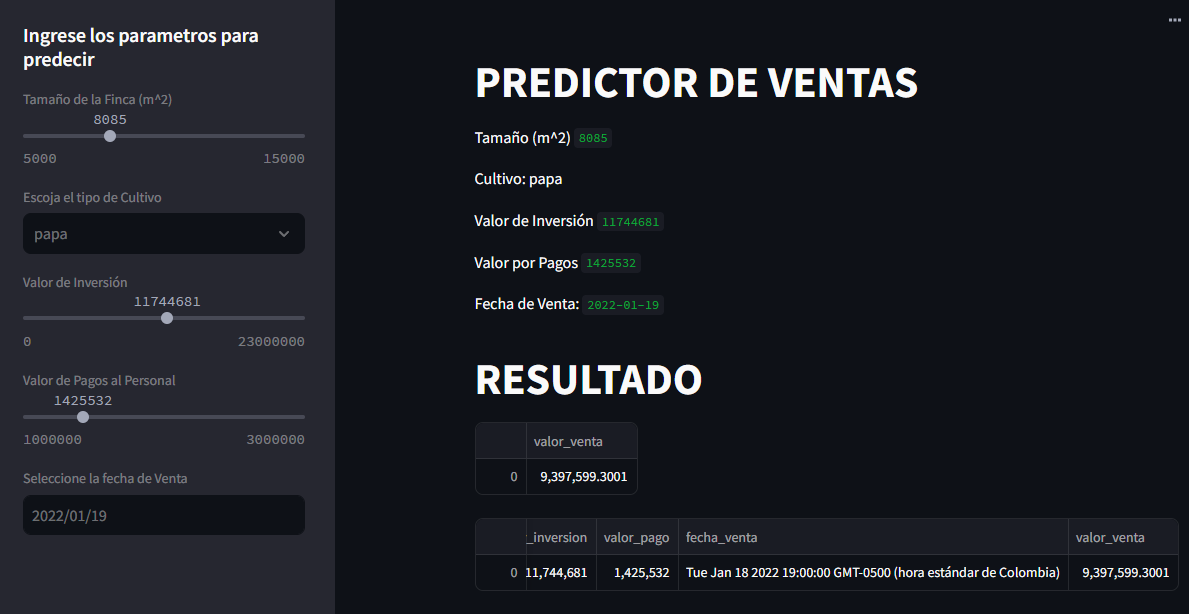 Ingrese los parametros para
predecir
Tamaño de la Finca (m^2)
8085
5000 15000
Escoja el tipo de Cultivo
papa
Valor de Inversión
11744681
0 23000000
Valor de Pagos al Personal
1425532
1000000 3000000
Seleccione la fecha de Venta
2022/01/19
PREDICTOR DE VENTAS
Tamaño (m^2) 8085
Cultivo: papa
Valor de Inversión 11744681
Valor por Pagos 1425532
Fecha de Venta: 2022-01-19
RESULTADO
valor_venta
0 9,397,599.3001
_inversion valor_pago fecha_venta valor_venta
0 11,744,681 1,425,532 Tue Jan 18 2022 19:00:00 GMT-0500 (hora estándar de Colombia) 9,397,599.3001